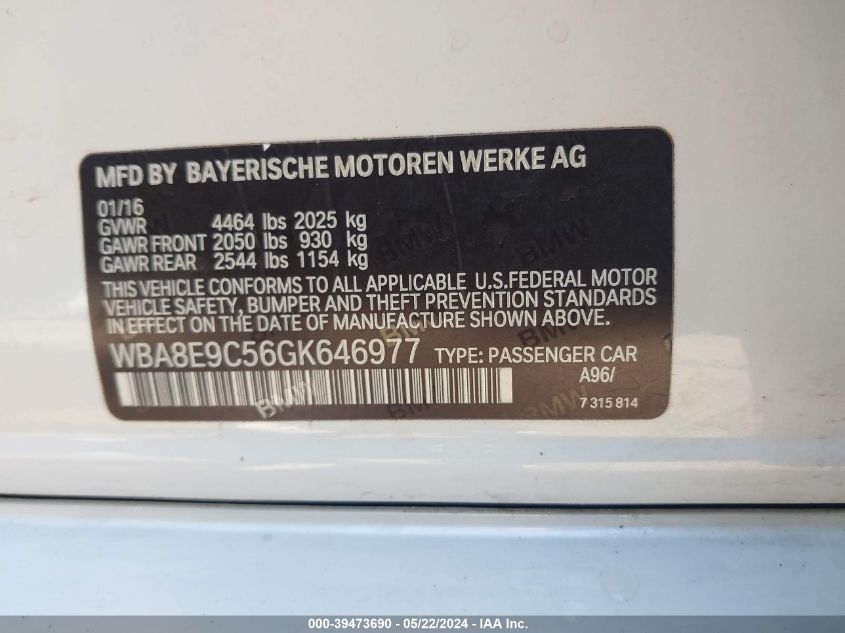 MFD BY BAYERISCHE MOTOREN WERKE AG
01/16
GVWR 4464 lbs 2025 kg
GAWR FRONT 2050 lbs 930 kg
GAWR REAR 2544 lbs 1154 kg
THIS VEHICLE CONFORMS TO ALL APPLICABLE U.S.FEDERAL MOTOR
VEHICLE SAFETY, BUMPER AND THEFT PREVENTION STANDARDS
IN EFFECT ON THE DATE OF MANUFACTURE SHOWN ABOVE.
WBA8E9C56GK646977 TYPE: PASSENGER CAR
A96/
7 315 814
BMW
BMW
BMW
000-39473690 - 05/22/2024 - IAA Inc.